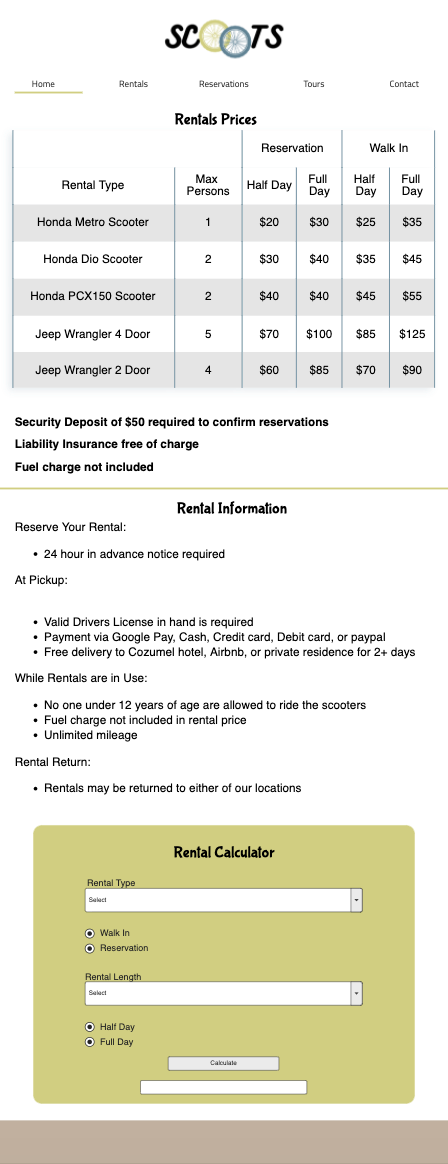 SCOOTS
Home Rentals Reservations Tours Contact
Rentals Prices
Reservation Walk In
Rental Type Max Persons Half Day Full Day Half Day Full Day
Honda Metro Scooter 1 $20 $30 $25 $35
Honda Dio Scooter 2 $30 $40 $35 $45
Honda PCX150 Scooter 2 $40 $40 $45 $55
Jeep Wrangler 4 Door 5 $70 $100 $85 $125
Jeep Wrangler 2 Door 4 $60 $85 $70 $90
Security Deposit of $50 required to confirm reservations
Liability Insurance free of charge
Fuel charge not included
Rental Information
Reserve Your Rental:
• 24 hour in advance notice required
At Pickup:
• Valid Drivers License in hand is required
• Payment via Google Pay, Cash, Credit card, Debit card, or paypal
• Free delivery to Cozumel hotel, Airbnb, or private residence for 2+ days
While Rentals are in Use:
• No one under 12 years of age are allowed to ride the scooters
• Fuel charge not included in rental price
• Unlimited mileage
Rental Return:
• Rentals may be returned to either of our locations
Rental Calculator
Rental Type
Select
Walk In
Reservation
Rental Length
Select
Half Day
Full Day
Calculate